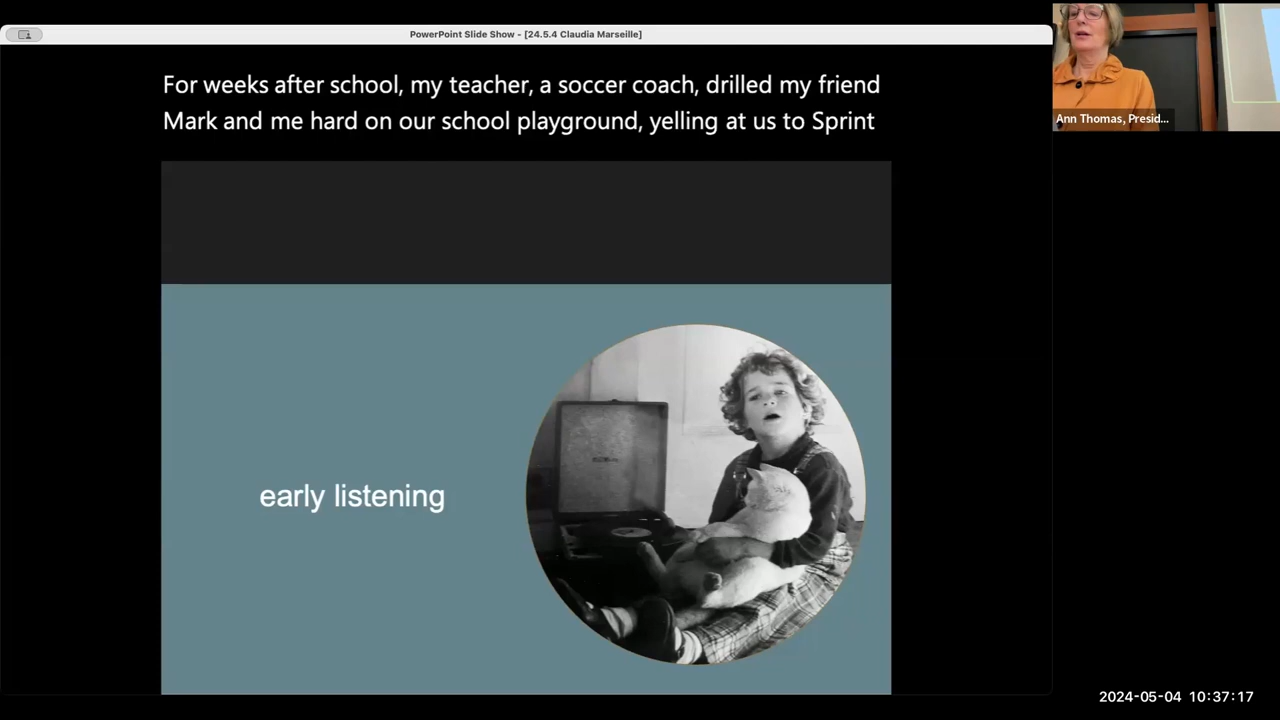 PowerPoint Slide Show - [24.5.4 Claudia Marseille]
For weeks after school, my teacher, a soccer coach, drilled my friend
Mark and me hard on our school playground, yelling at us to Sprint
Ann Thomas, Presid...
early listening
2024-05-04 10:37:17